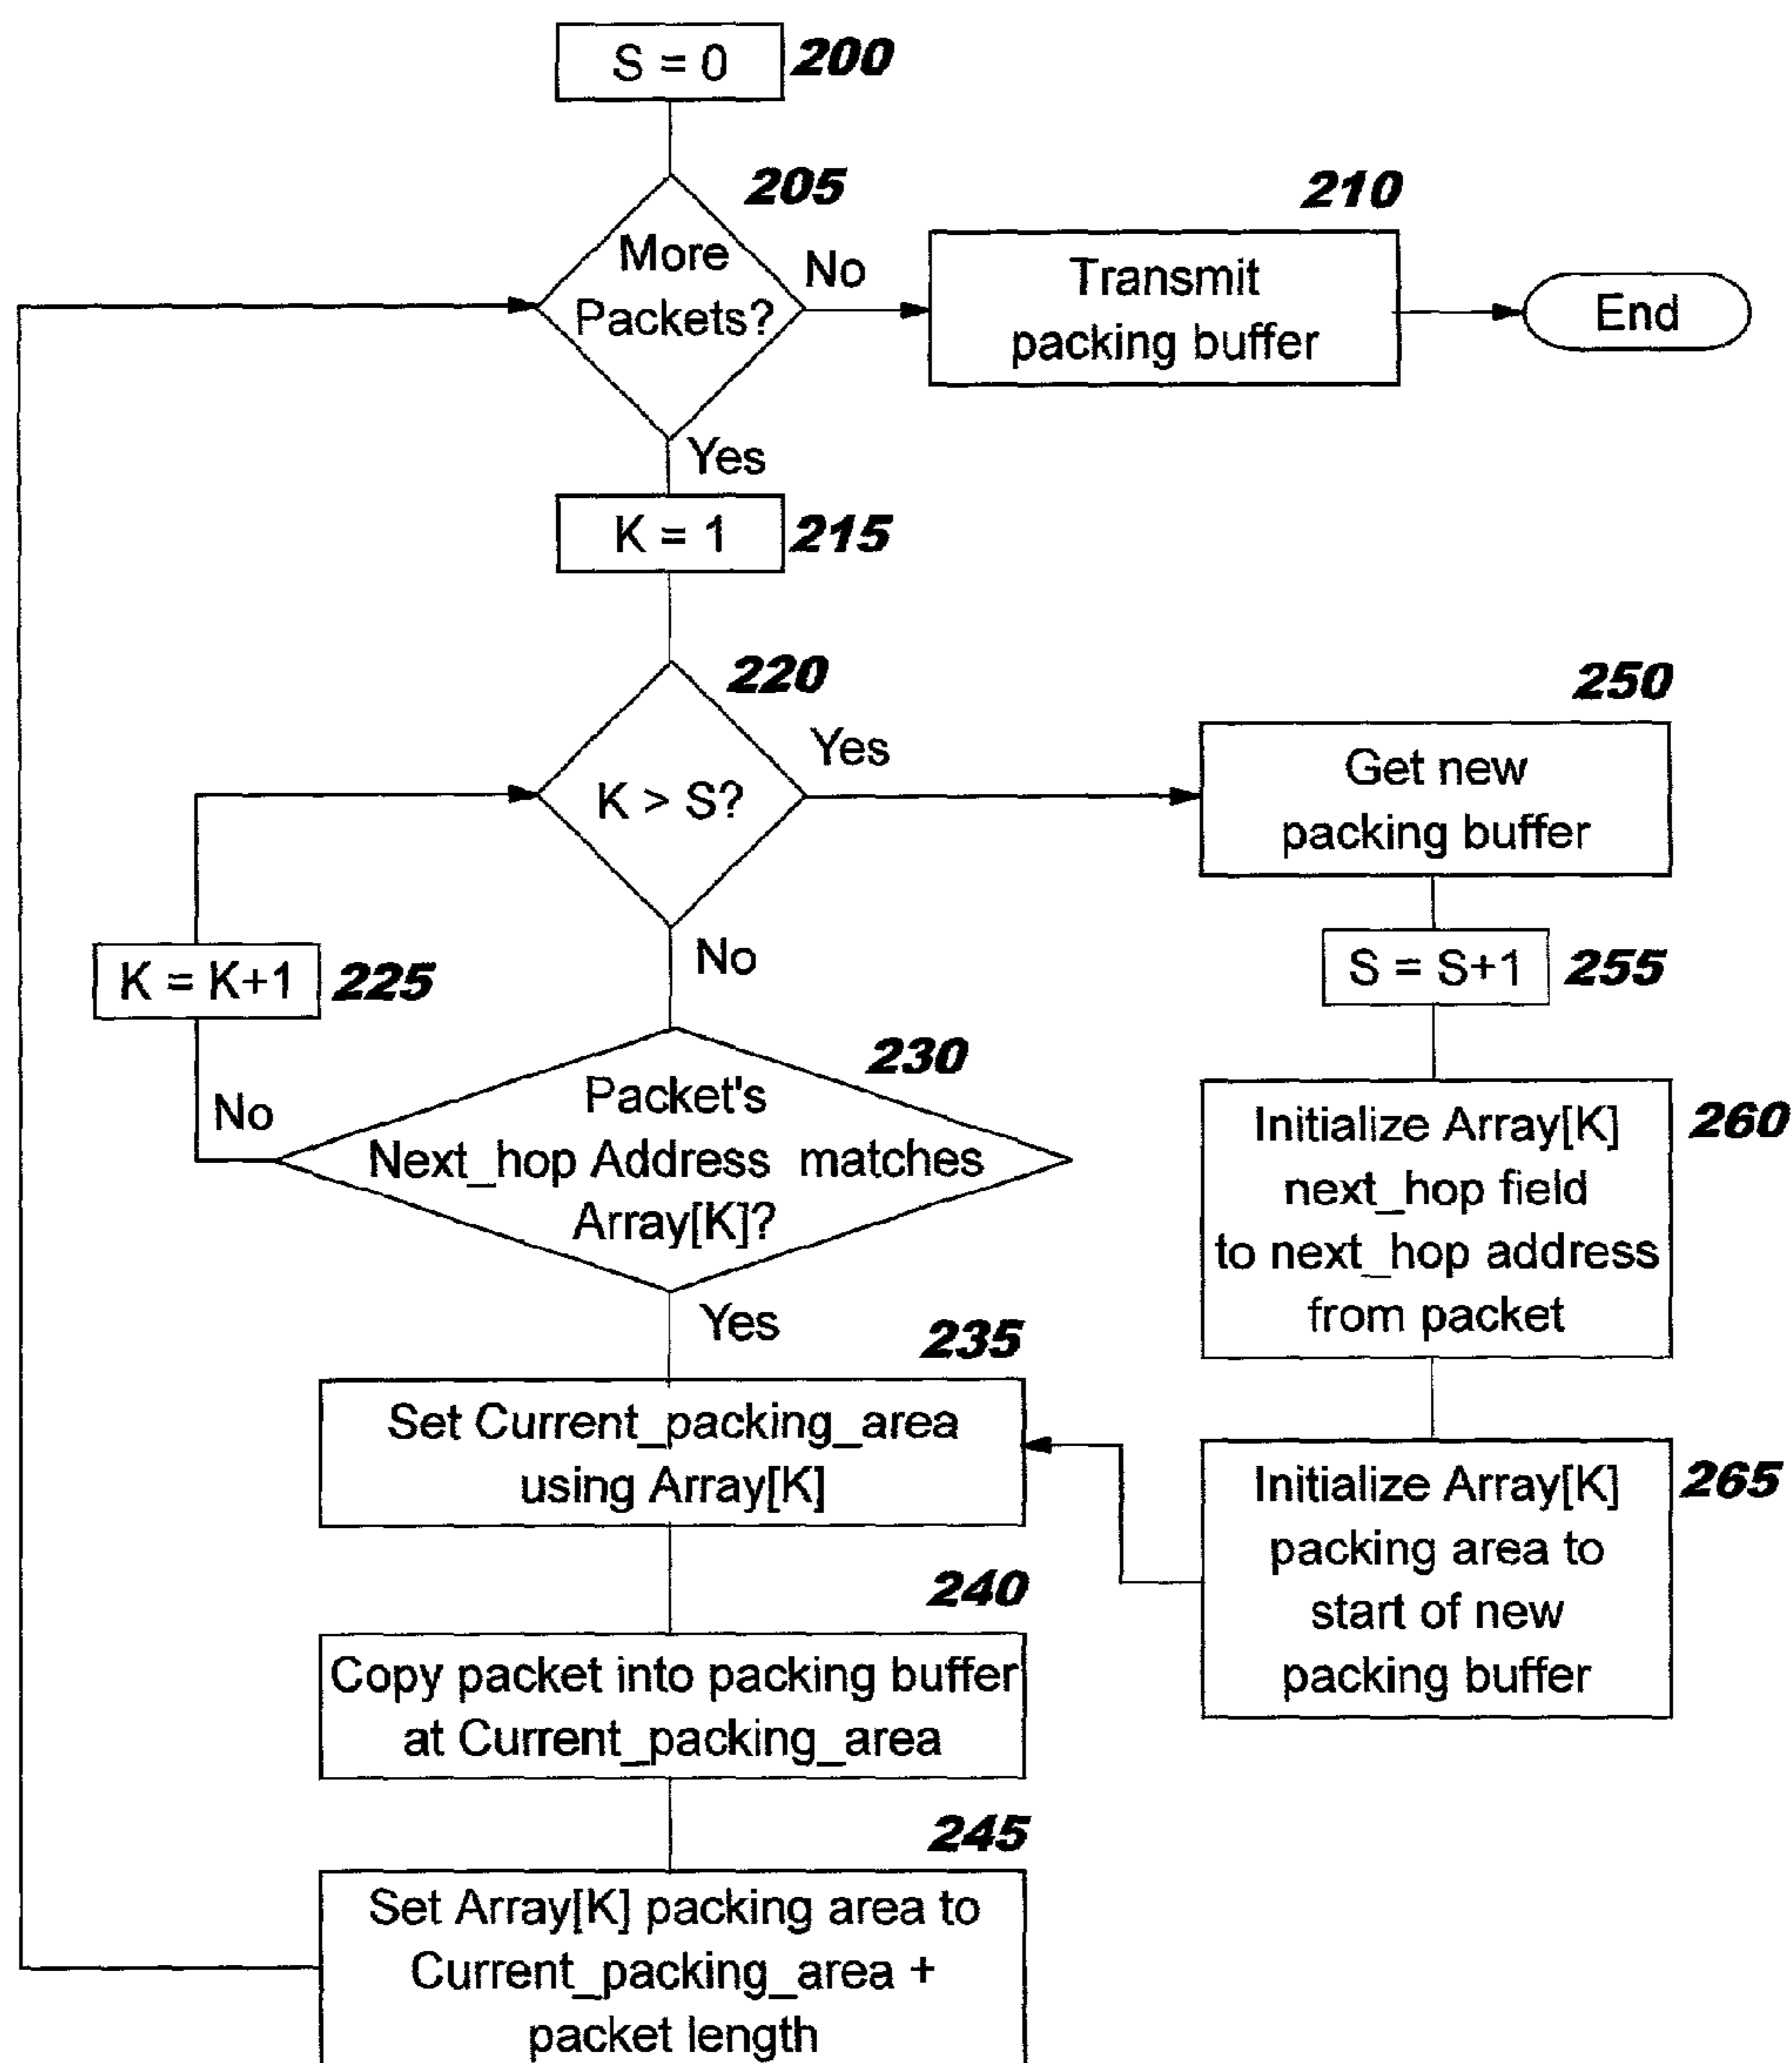 S = 0
200
205
More
Packets?
No
210
Transmit
packing buffer
End
Yes
K = 1
215
220
K > S?
Yes
250
Get new
packing buffer
No
K = K+1
225
S = S+1
255
230
Packet's
Next_hop Address matches
Array[K]?
No
Yes
260
Initialize Array[K]
next_hop field
to next_hop address
from packet
235
Set Current_packing_area
using Array[K]
265
Initialize Array[K]
packing area to
start of new
packing buffer
240
Copy packet into packing buffer
at Current_packing_area
245
Set Array[K] packing area to
Current_packing_area +
packet length